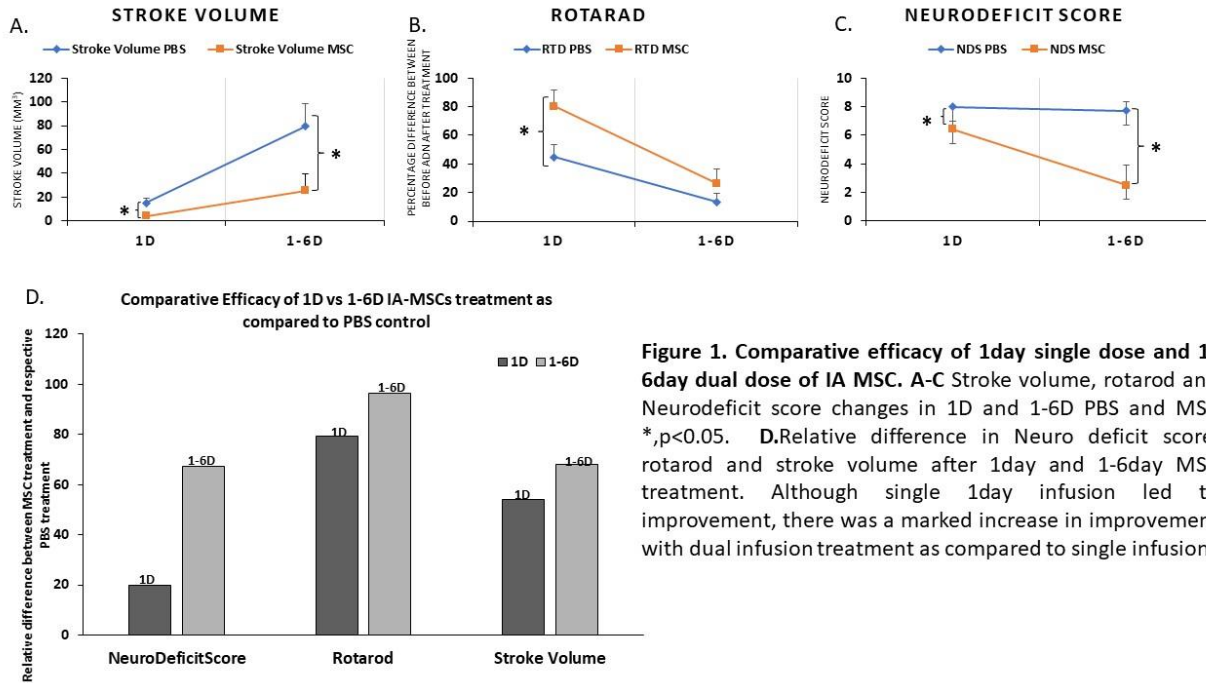 A.
STROKE VOLUME
Stroke Volume PBS Stroke Volume MSC
STROKE VOLUME (MM³)
120
100
80
60
40
20
0
*
*
1D 1-6D
B.
ROTARAD
RTD PBS RTD MSC
PERCENTAGE DIFFERENCE BETWEEN
BEFORE ADN AFTER TREATMENT
100
80
60
40
20
0
*
1D 1-6D
C.
NEURODEFICIT SCORE
NDS PBS NDS MSC
NEURODEFICIT SCORE
10
8
6
4
2
0
*
*
1D 1-6D
D.
Comparative Efficacy of 1D vs 1-6D IA-MSCs treatment as
compared to PBS control
Relative difference between MSC treatment and respective
PBS treatment
120
100
80
60
40
20
0
1D 1-6D
1D
1-6D
1D
1-6D
1D
1-6D
NeuroDeficitScore Rotarod Stroke Volume
Figure 1. Comparative efficacy of 1day single dose and 1
6day dual dose of IA MSC. A-C Stroke volume, rotarod an
Neurodeficit score changes in 1D and 1-6D PBS and MS
*,p<0.05. D.Relative difference in Neuro deficit score
rotarod and stroke volume after 1day and 1-6day MS
treatment. Although single 1day infusion led t
improvement, there was a marked increase in improvemen
with dual infusion treatment as compared to single infusion